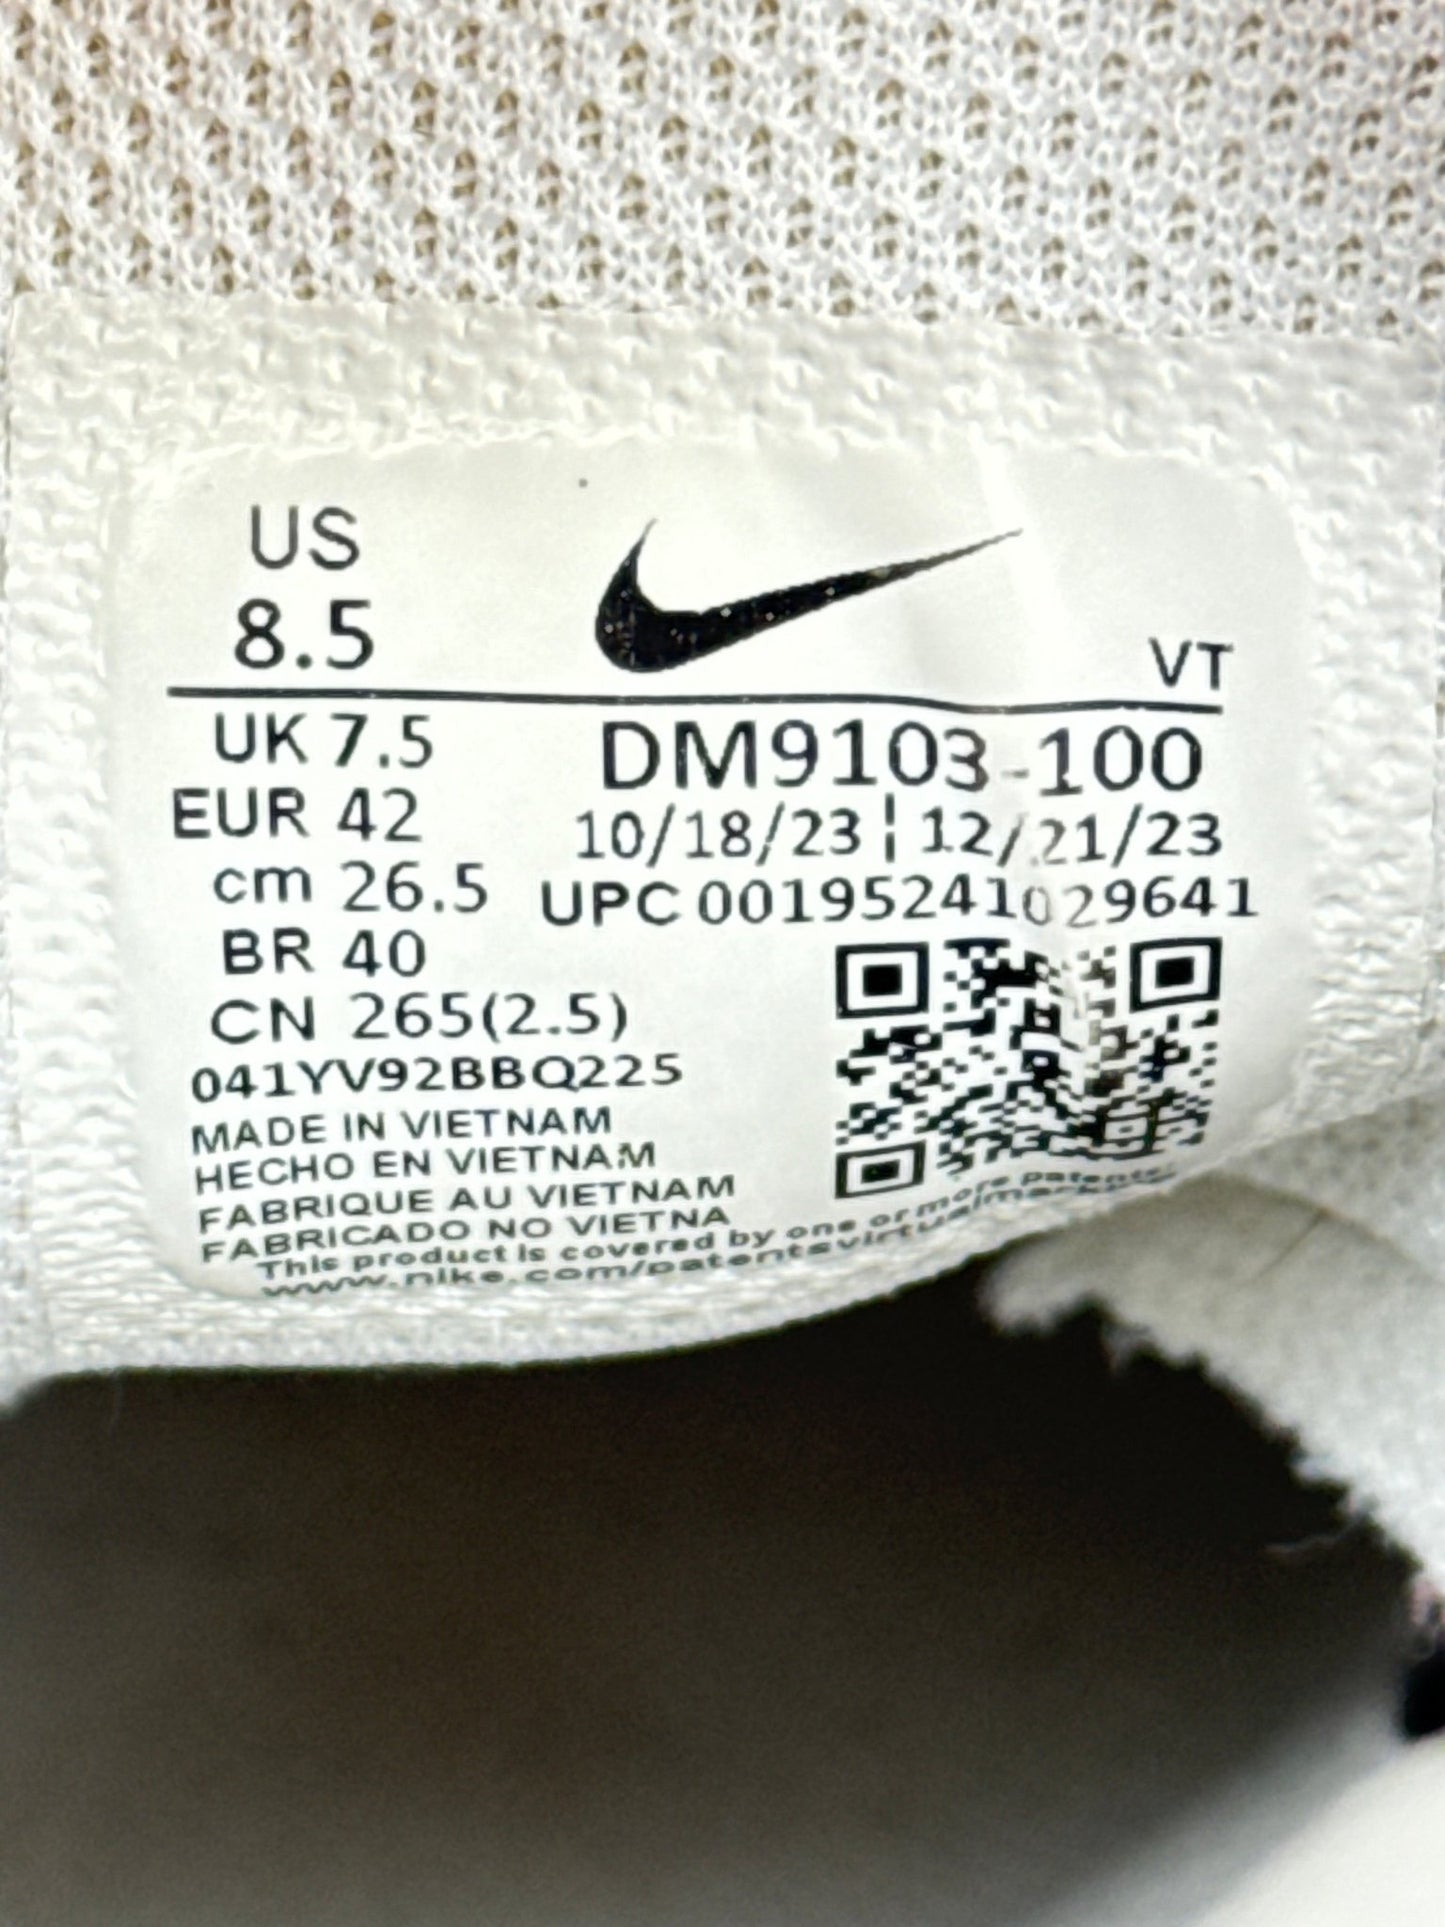 US
8.5
VT
UK 7.5
DM9103-100
EUR 42
10/18/23 ¦ 12/21/23
cm 26.5
UPC 00195241029641
BR 40
CN 265(2.5)
041YV92BBQ225
MADE IN VIETNAM
HECHO EN VIETNAM
FABRIQUE AU VIETNAM
FABRICADO NO VIETNA
This product is covered by one or more patents
www.nike.com/patentsvirtualmarking